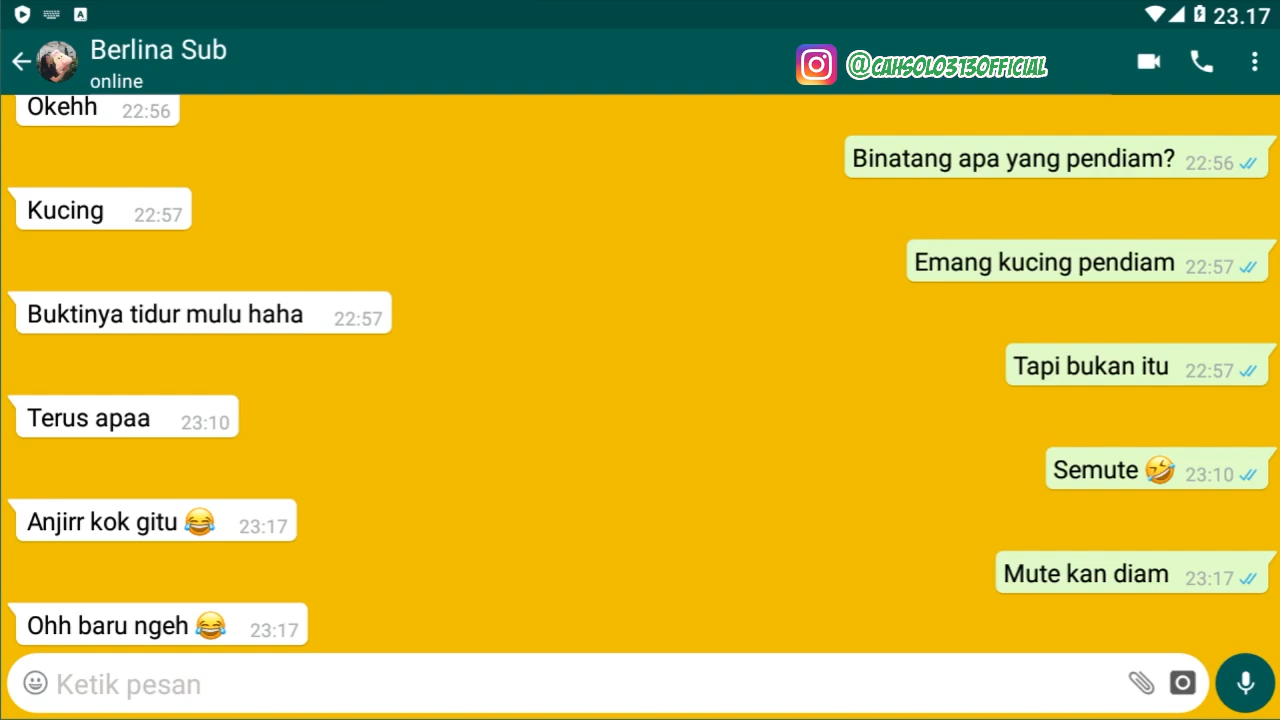 23.17
Berlina Sub
online
@CAHSOLO313OFFICIAL
Okehh 22:56
Binatang apa yang pendiam? 22:56
Kucing 22:57
Emang kucing pendiam 22:57
Buktinya tidur mulu haha 22:57
Tapi bukan itu 22:57
Terus apaa 23:10
Semute 🤣 23:10
Anjirr kok gitu 😂 23:17
Mute kan diam 23:17
Ohh baru ngeh 😂 23:17
Ketik pesan